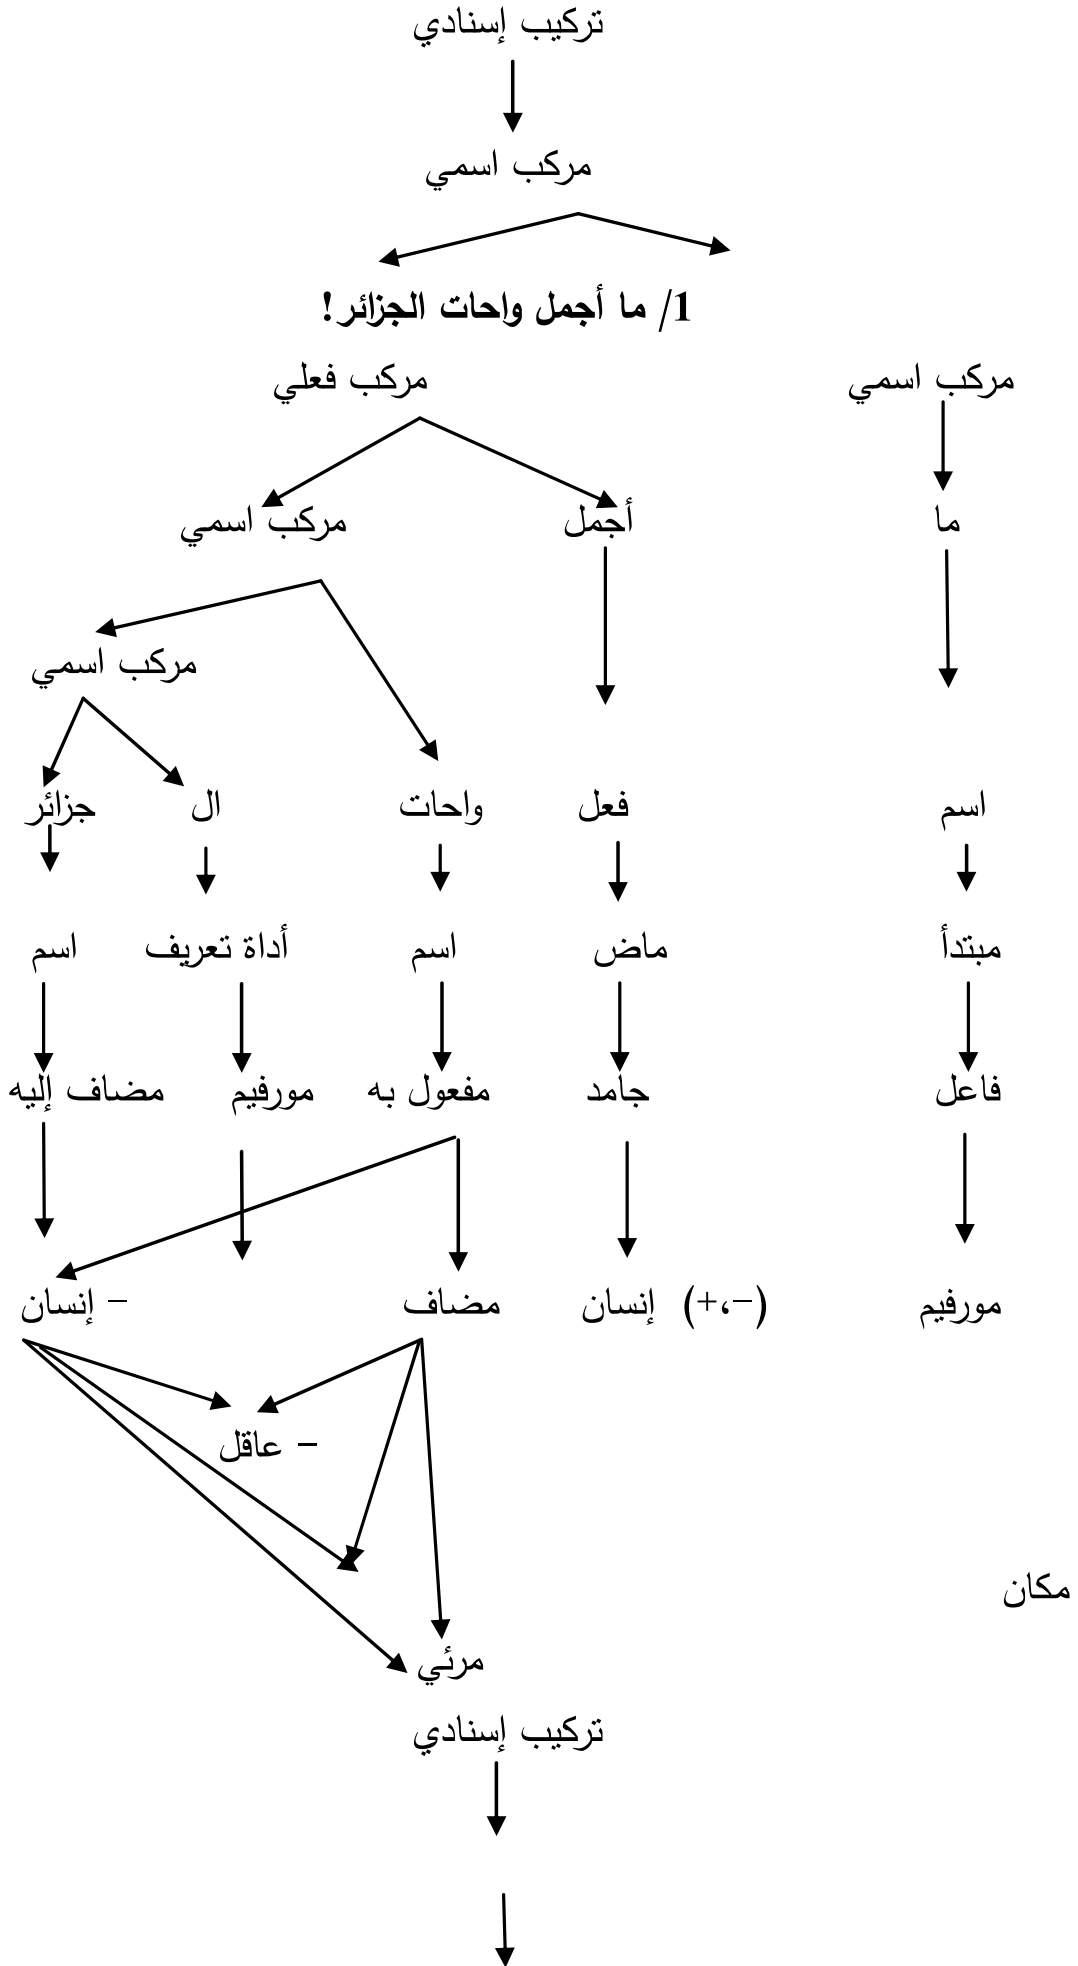 تركيب إسنادي
مركب اسمي
1/ ما أجمل واحات الجزائر!
مركب اسمي مركب فعلي
ما أجمل مركب اسمي
مركب اسمي
اسم فعل واحات ال جزائر
مبتدأ ماض اسم أداة تعريف اسم
فاعل جامد مفعول به مورفيم مضاف إليه
مورفيم (+،–) إنسان مضاف – إنسان
– عاقل
مكان
مرئي
تركيب إسنادي